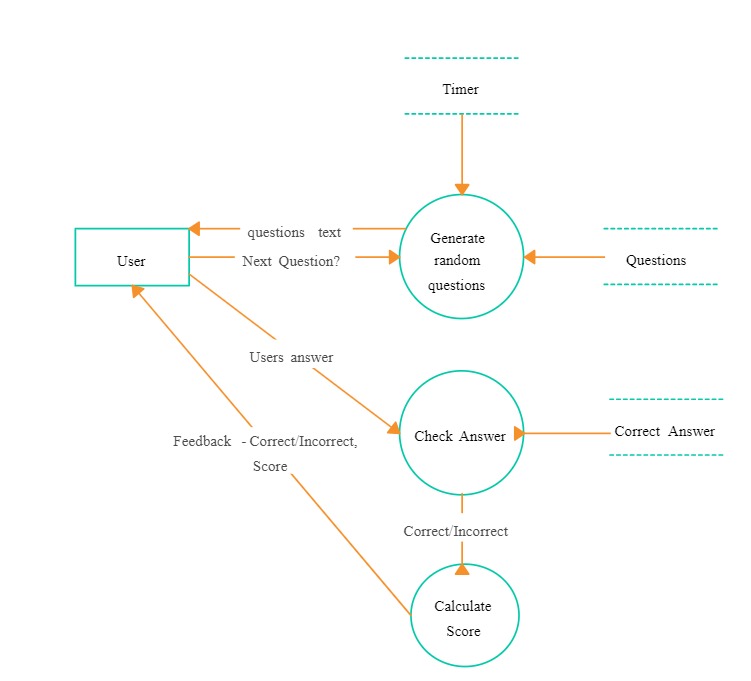 Timer
Generate
random
questions
questions text
Next Question?
User
Questions
Users answer
Check Answer
Correct Answer
Feedback - Correct/Incorrect,
Score
Correct/Incorrect
Calculate
Score